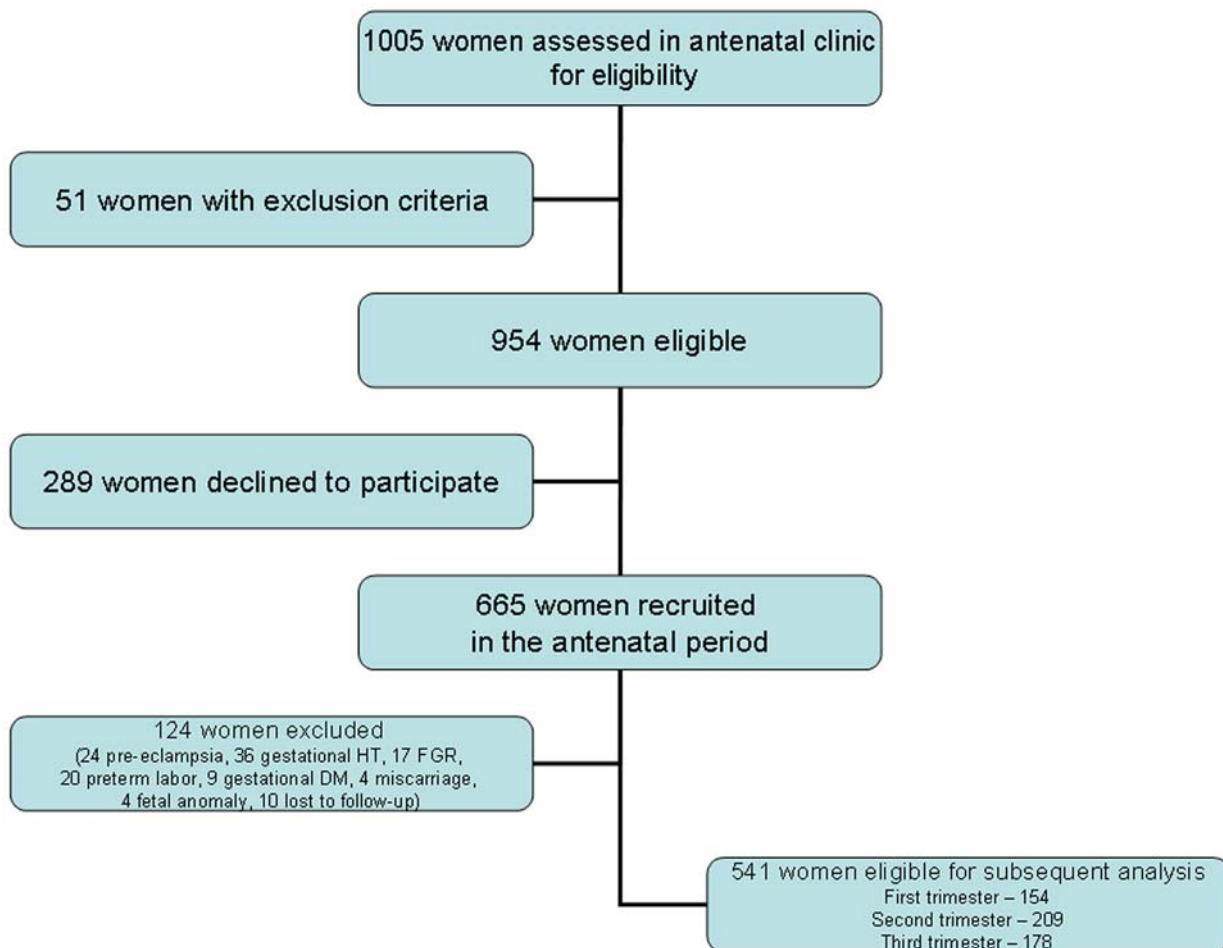 1005 women assessed in antenatal clinic
for eligibility
51 women with exclusion criteria
954 women eligible
289 women declined to participate
665 women recruited
in the antenatal period
124 women excluded
(24 pre-eclampsia, 36 gestational HT, 17 FGR,
20 preterm labor, 9 gestational DM, 4 miscarriage,
4 fetal anomaly, 10 lost to follow-up)
541 women eligible for subsequent analysis
First trimester – 154
Second trimester – 209
Third trimester – 178